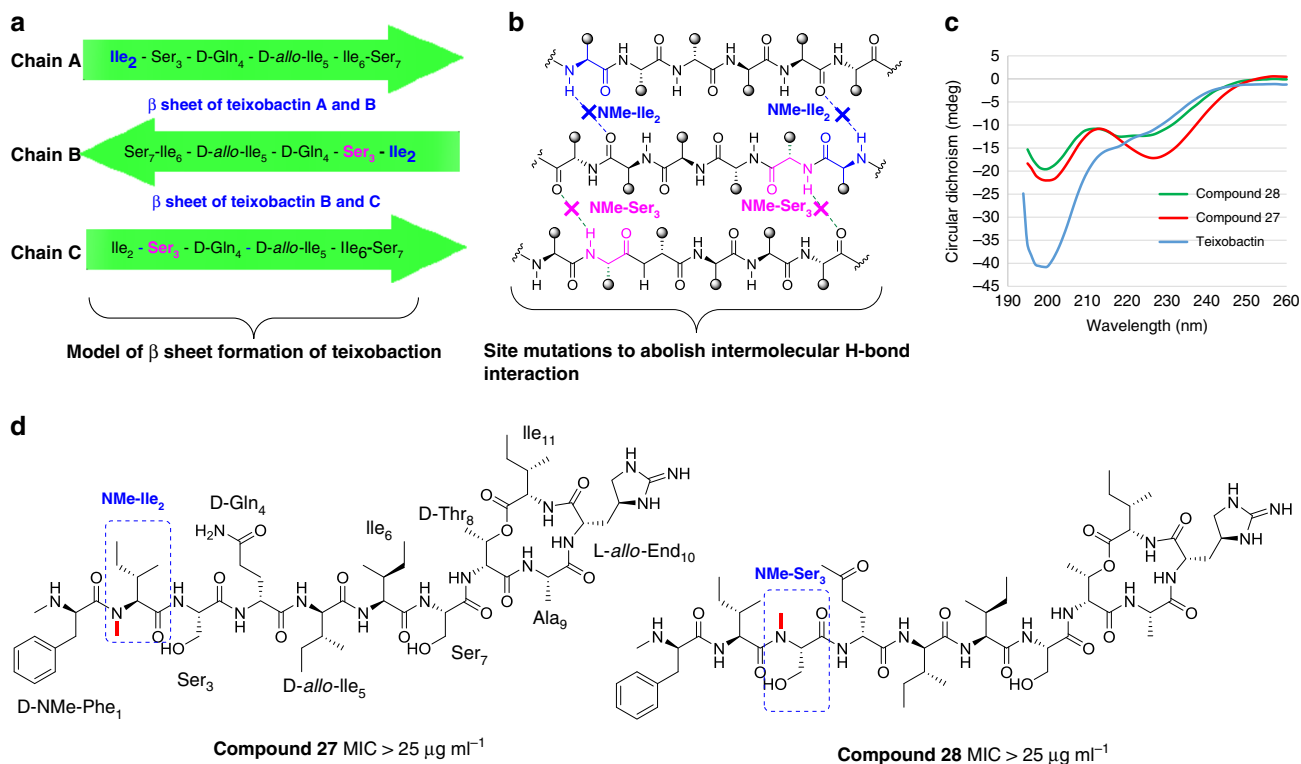 a
Chain A
Ile2 - Ser3 - D-Gln4 - D-allo-Ile5 - Ile6-Ser7
β sheet of teixobactin A and B
Chain B
Ser7-Ile6 - D-allo-Ile5 - D-Gln4 - Ser3 - Ile2
β sheet of teixobactin B and C
Chain C
Ile2 - Ser3 - D-Gln4 - D-allo-Ile5 - Ile6-Ser7
Model of β sheet formation of teixobaction
b
NMe-Ile2 NMe-Ile2
NMe-Ser3 NMe-Ser3
Site mutations to abolish intermolecular H-bond
interaction
c
Circular dichroism (mdeg)
5
0
−5
−10
−15
−20
−25
−30
−35
−40
−45
190 200 210 220 230 240 250 260
Wavelength (nm)
Compound 28
Compound 27
Teixobactin
d
NMe-Ile2
D-Gln4
Ile6
Ile11
D-Thr8
L-allo-End10
Ala9
Ser7
D-allo-Ile5
Ser3
D-NMe-Phe1
Compound 27 MIC > 25 μg ml−1
NMe-Ser3
Compound 28 MIC > 25 μg ml−1